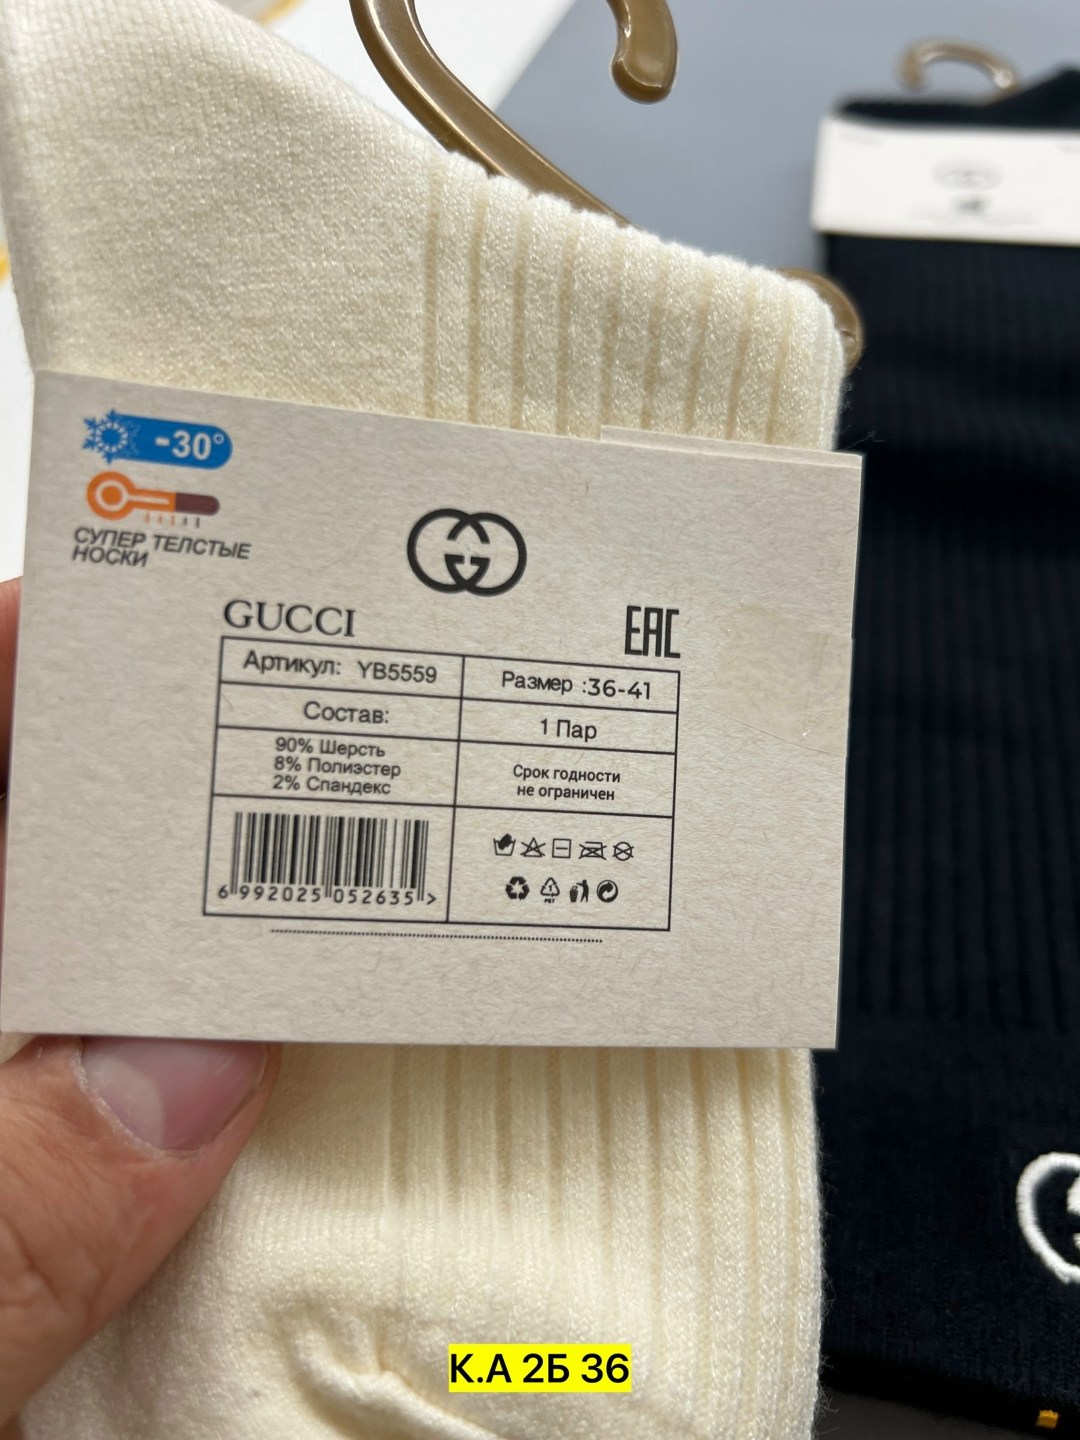 -30°
СУПЕР ТЕЛСТЫЕ
НОСКИ
GUCCI
EAC
Артикул: YB5559
Размер :36-41
Состав:
1 Пар
90% Шерсть
8% Полиэстер
2% Спандекс
Срок годности
не ограничен
6 992025 052635 >
PET
К.А 2Б 36